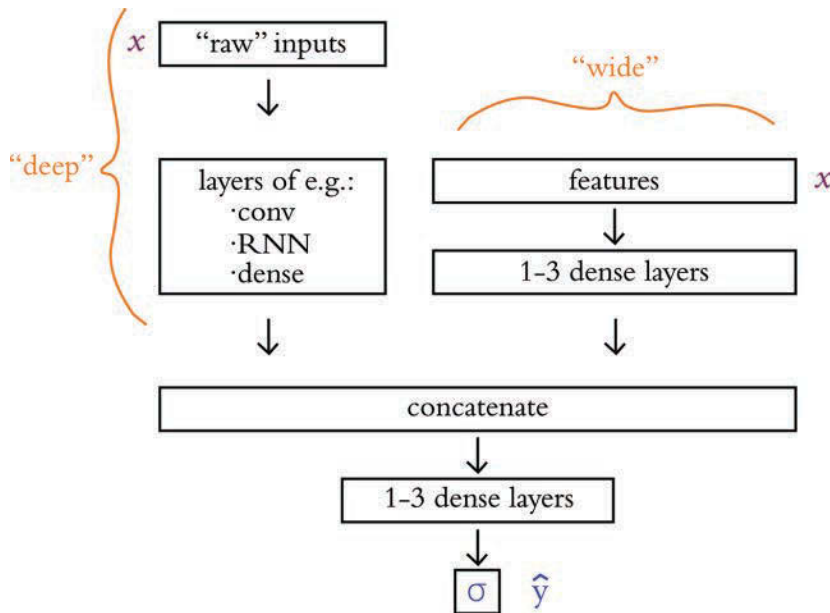 x
“raw” inputs
“wide”
“deep”
layers of e.g.:
·conv
·RNN
·dense
features
x
1-3 dense layers
concatenate
1-3 dense layers
σ
ŷ